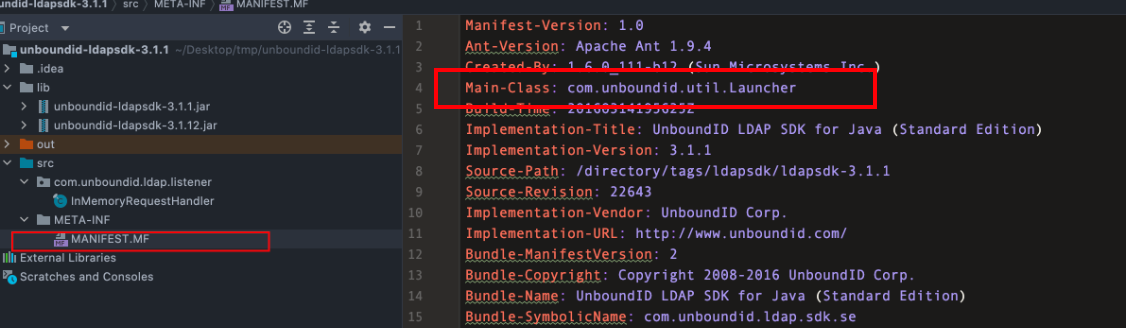 unboundid-ldapsdk-3.1.1 › src › META-INF › MANIFEST.MF
Project
unboundid-ldapsdk-3.1.1 ~/Desktop/tmp/unboundid-ldapsdk-3.1.1
.idea
lib
unboundid-ldapsdk-3.1.1.jar
unboundid-ldapsdk-3.1.12.jar
out
src
com.unboundid.ldap.listener
InMemoryRequestHandler
META-INF
MANIFEST.MF
External Libraries
Scratches and Consoles
1 Manifest-Version: 1.0
2 Ant-Version: Apache Ant 1.9.4
3 Created-By: 1.6.0_111-b12 (Sun Microsystems Inc.)
4 Main-Class: com.unboundid.util.Launcher
5 Build-Time: 20160314195625Z
6 Implementation-Title: UnboundID LDAP SDK for Java (Standard Edition)
7 Implementation-Version: 3.1.1
8 Source-Path: /directory/tags/ldapsdk/ldapsdk-3.1.1
9 Source-Revision: 22643
10 Implementation-Vendor: UnboundID Corp.
11 Implementation-URL: http://www.unboundid.com/
12 Bundle-ManifestVersion: 2
13 Bundle-Copyright: Copyright 2008-2016 UnboundID Corp.
14 Bundle-Name: UnboundID LDAP SDK for Java (Standard Edition)
15 Bundle-SymbolicName: com.unboundid.ldap.sdk.se